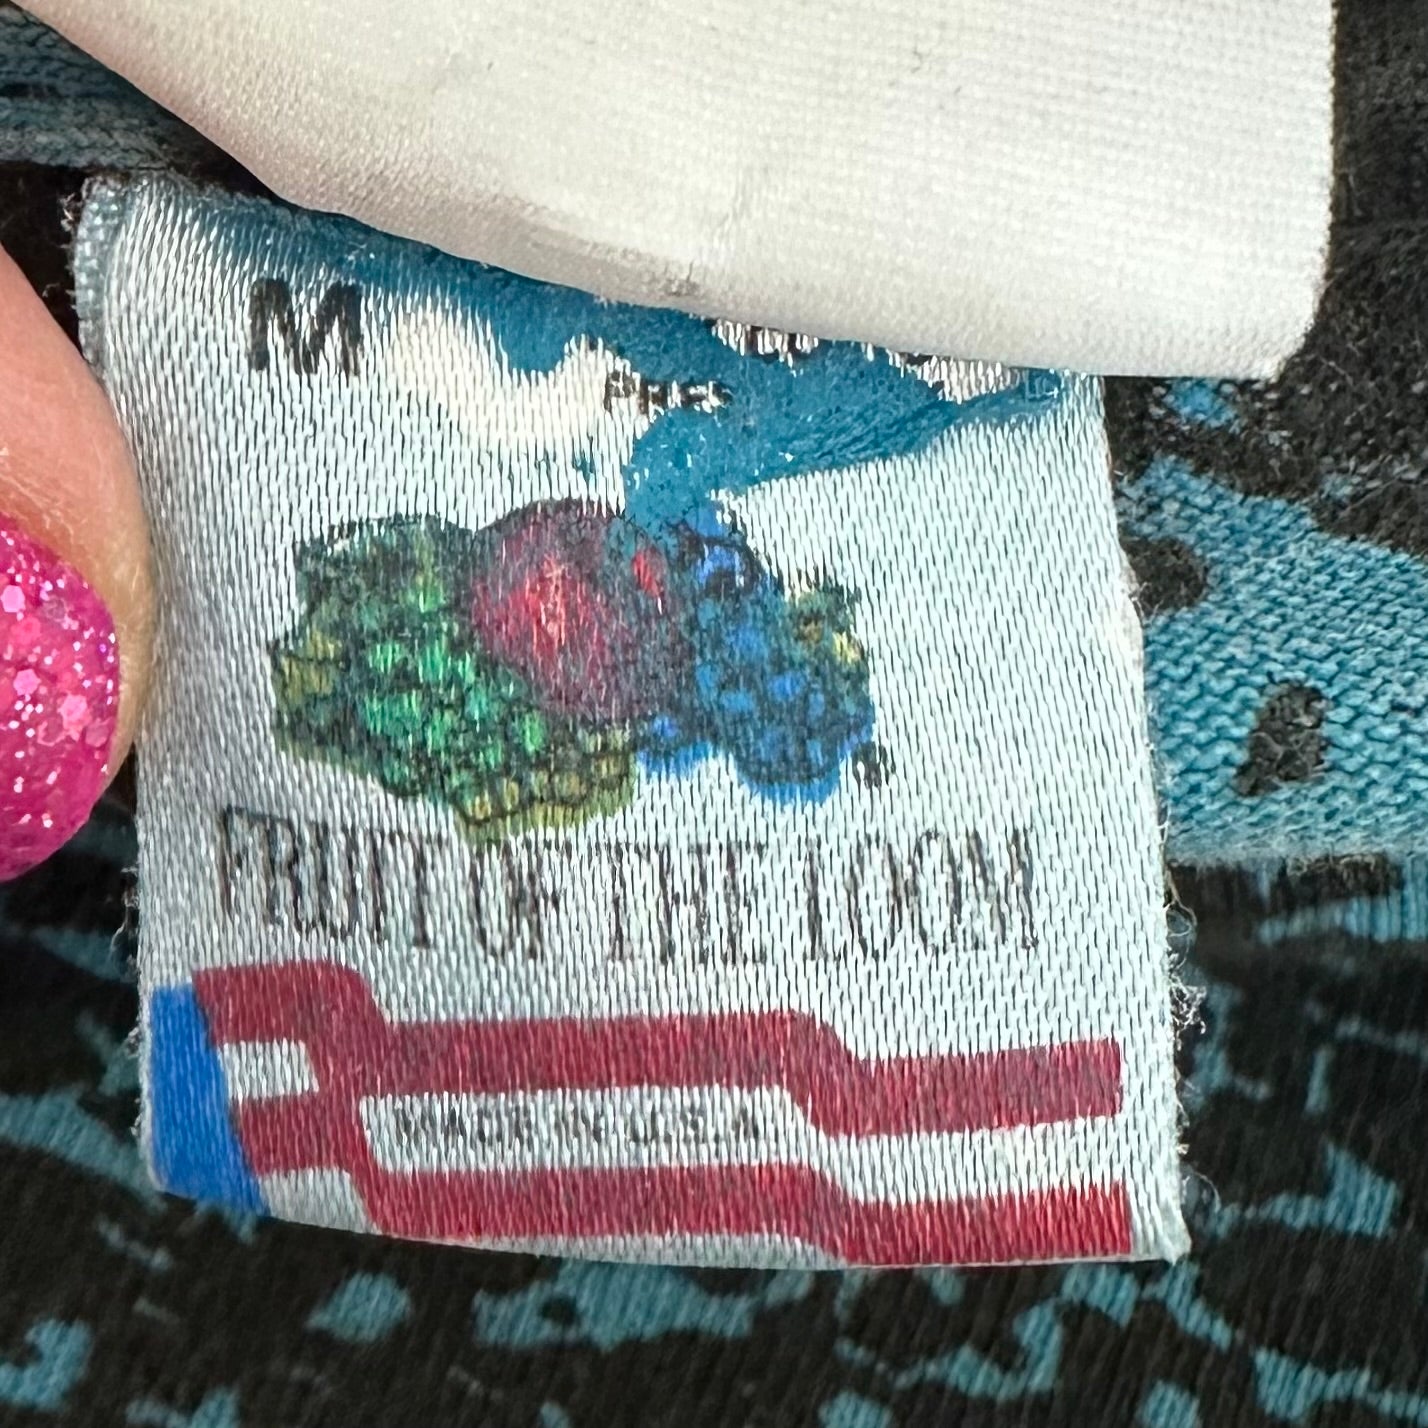 M
FRUIT OF THE LOOM
MADE IN U.S.A.